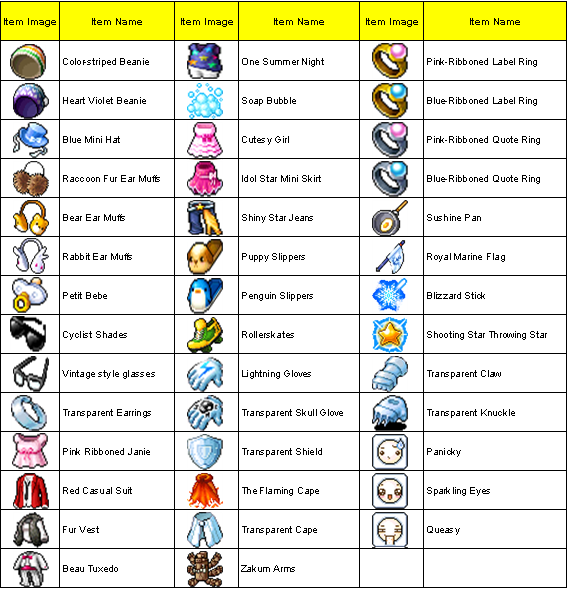 Item Image Item Name Item Image Item Name Item Image Item Name
Color-striped Beanie One Summer Night Pink-Ribboned Label Ring
Heart Violet Beanie Soap Bubble Blue-Ribboned Label Ring
Blue Mini Hat Cutesy Girl Pink-Ribboned Quote Ring
Raccoon Fur Ear Muffs Idol Star Mini Skirt Blue-Ribboned Quote Ring
Bear Ear Muffs Shiny Star Jeans Sushine Pan
Rabbit Ear Muffs Puppy Slippers Royal Marine Flag
Petit Bebe Penguin Slippers Blizzard Stick
Cyclist Shades Rollerskates Shooting Star Throwing Star
Vintage style glasses Lightning Gloves Transparent Claw
Transparent Earrings Transparent Skull Glove Transparent Knuckle
Pink Ribboned Janie Transparent Shield Panicky
Red Casual Suit The Flaming Cape Sparkling Eyes
Fur Vest Transparent Cape Queasy
Beau Tuxedo Zakum Arms